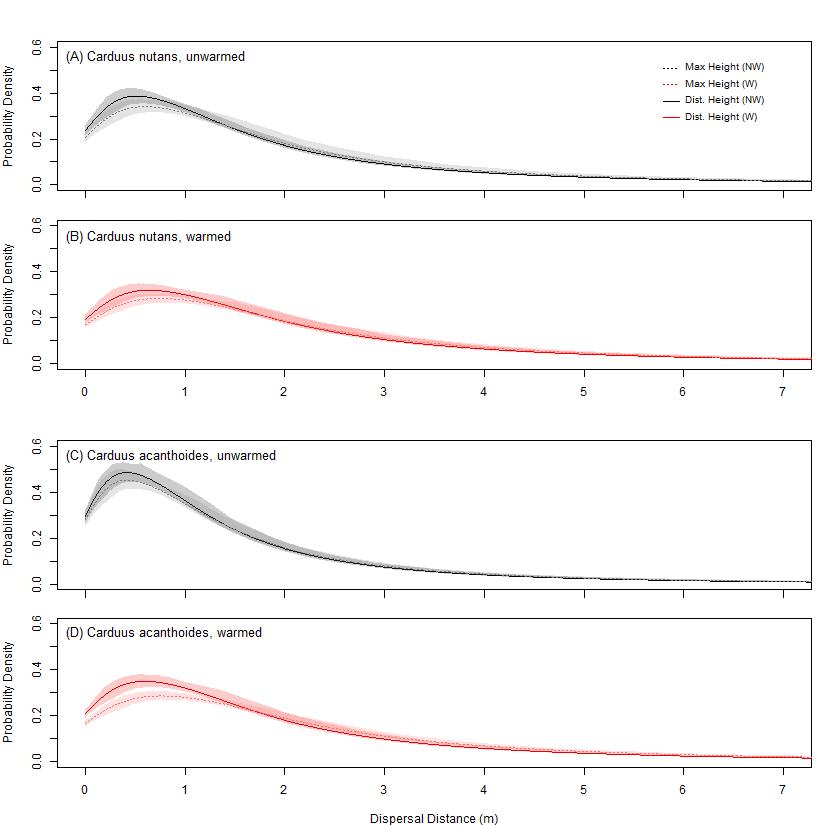 (A) Carduus nutans, unwarmed
Max Height (NW)
Max Height (W)
Dist. Height (NW)
Dist. Height (W)
Probability Density
0.6
0.4
0.2
0.0
(B) Carduus nutans, warmed
Probability Density
0.6
0.4
0.2
0.0
0 1 2 3 4 5 6 7
(C) Carduus acanthoides, unwarmed
Probability Density
0.6
0.4
0.2
0.0
(D) Carduus acanthoides, warmed
Probability Density
0.6
0.4
0.2
0.0
0 1 2 3 4 5 6 7
Dispersal Distance (m)